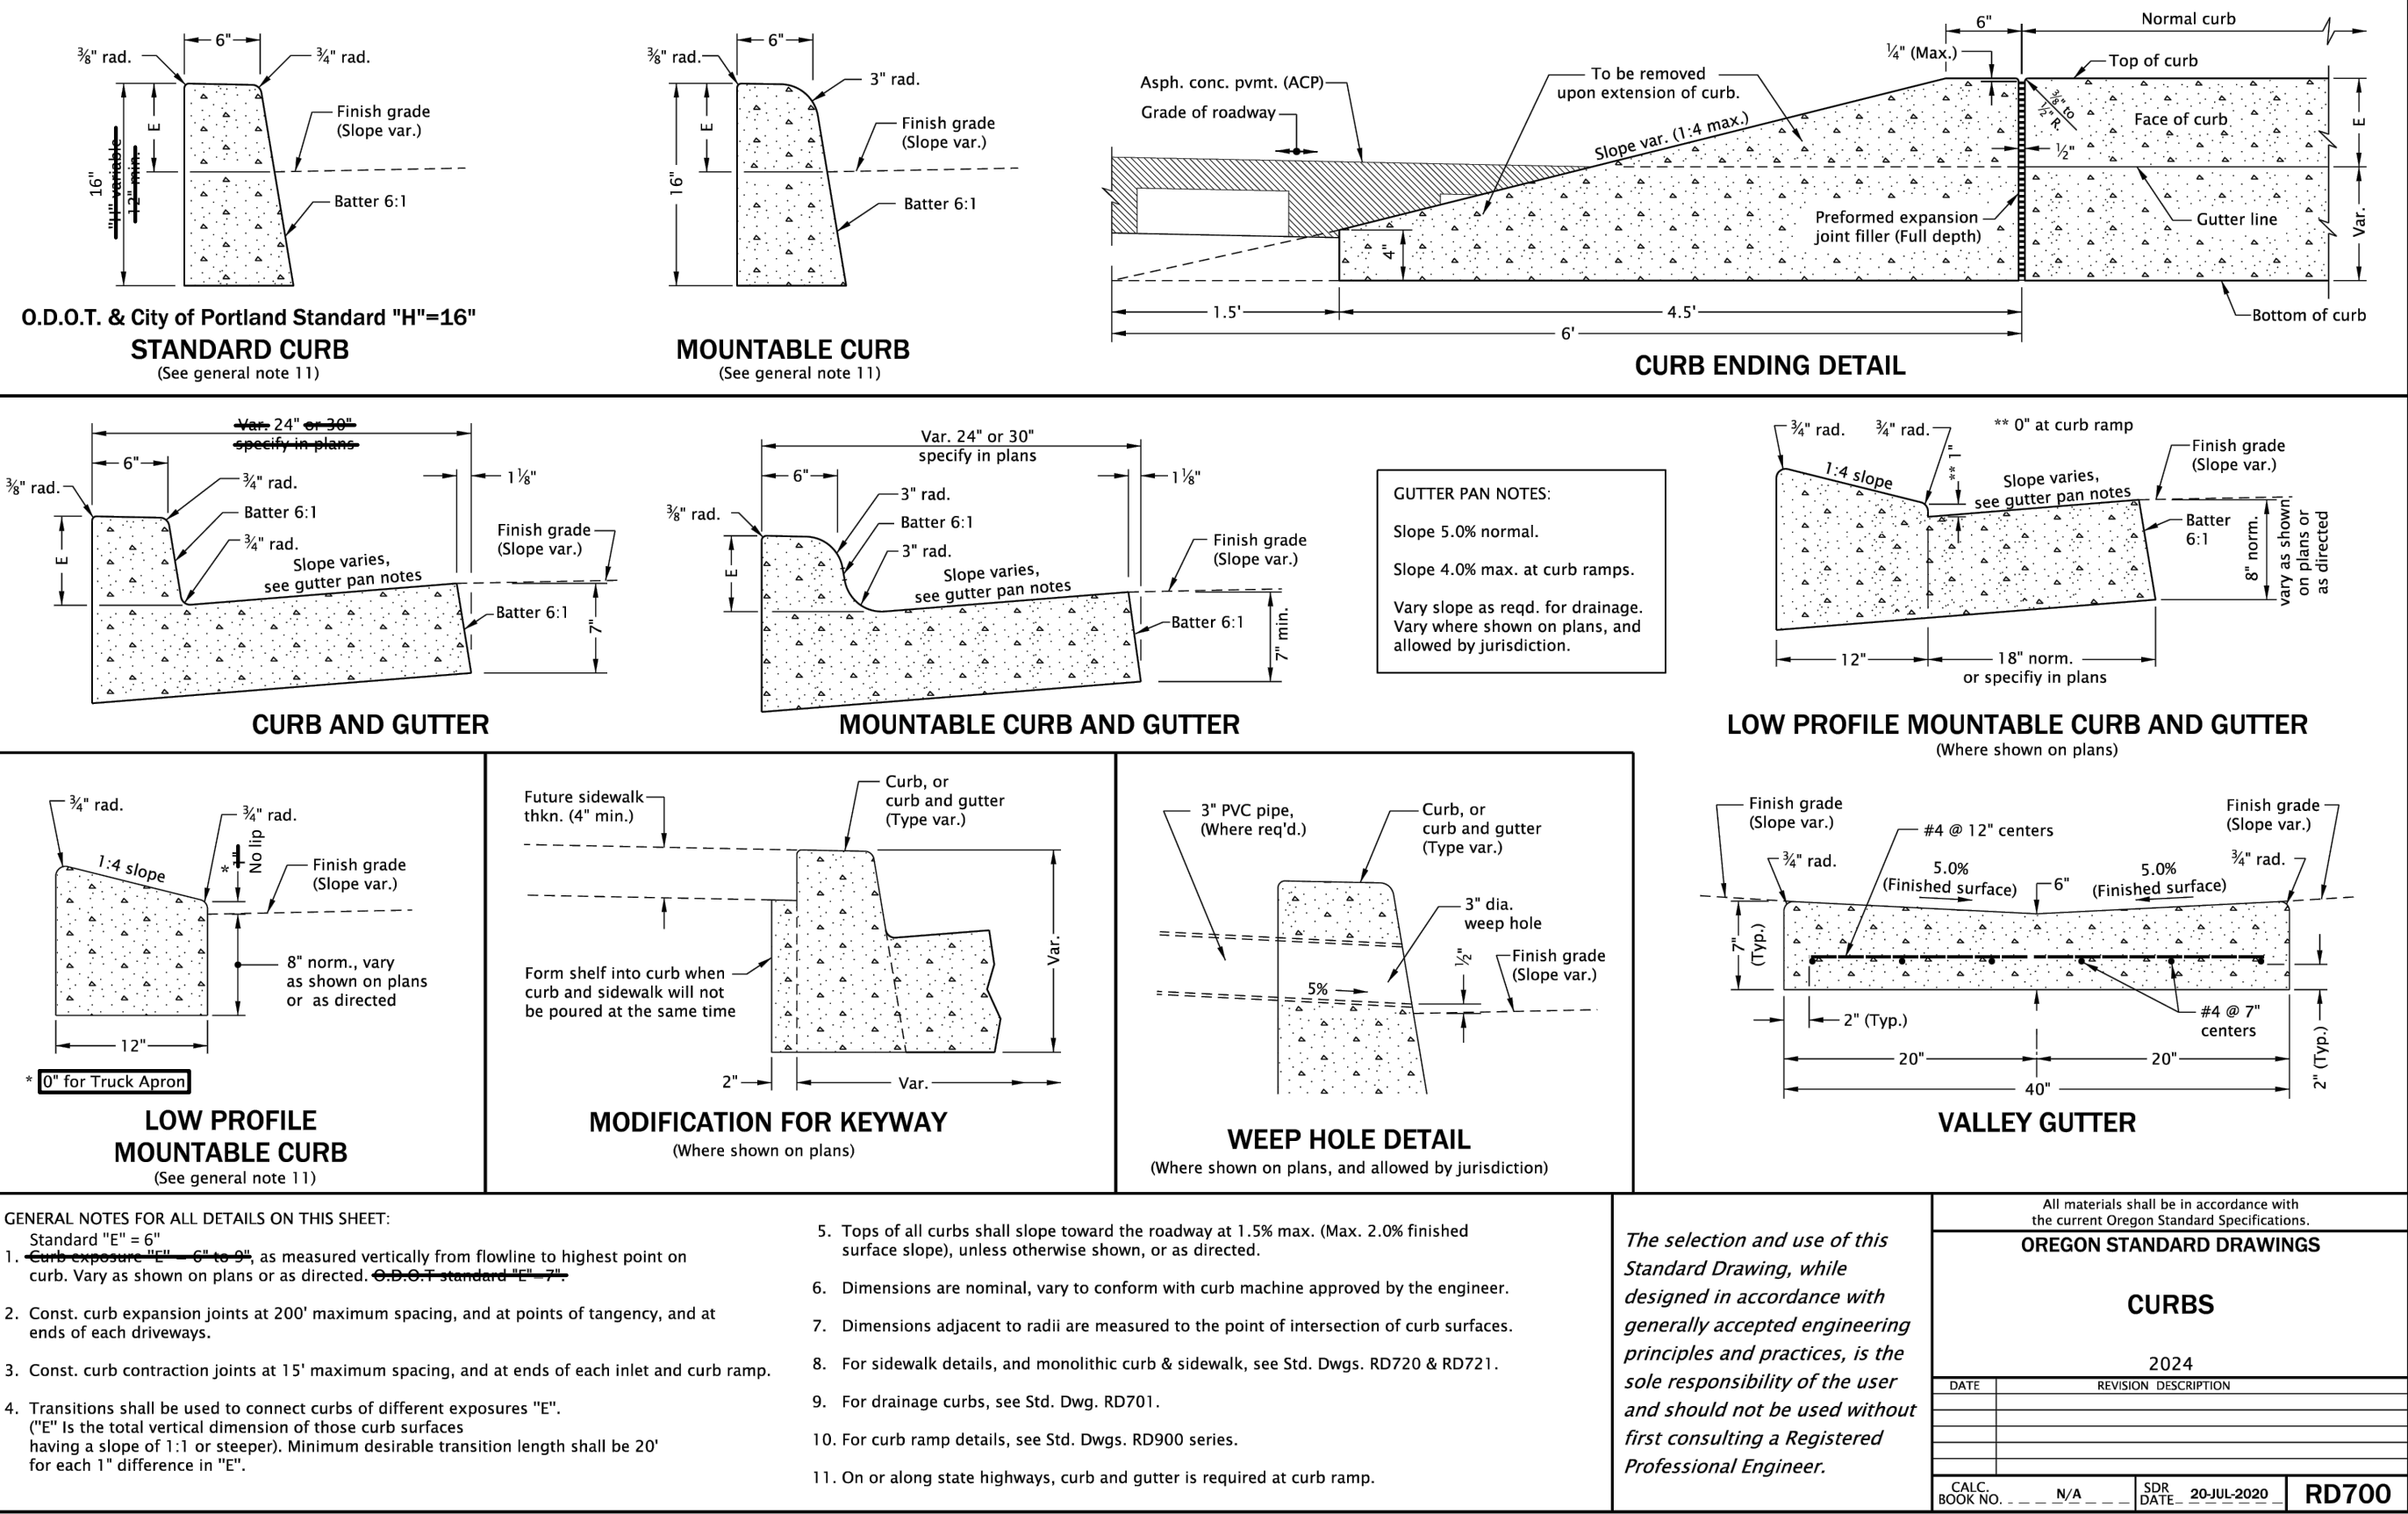 6"
3/8" rad.
3/4" rad.
E
Finish grade
(Slope var.)
16"
"H" variable
12" min.
Batter 6:1
O.D.O.T. & City of Portland Standard "H"=16"
STANDARD CURB
(See general note 11)
6"
3/8" rad.
3" rad.
E
Finish grade
(Slope var.)
16"
Batter 6:1
MOUNTABLE CURB
(See general note 11)
6"
Normal curb
1/4" (Max.)
Top of curb
Asph. conc. pvmt. (ACP)
To be removed
upon extension of curb.
Grade of roadway
Slope var. (1:4 max.)
3/8" to
1/2" R.
Face of curb
E
1/2"
Preformed expansion
joint filler (Full depth)
Gutter line
Var.
4"
1.5'
4.5'
Bottom of curb
6'
CURB ENDING DETAIL
Var. 24" or 30"
specify in plans
6"
1 1/8"
3/8" rad.
3/4" rad.
Batter 6:1
3/4" rad.
E
Slope varies,
see gutter pan notes
Finish grade
(Slope var.)
Batter 6:1
7"
CURB AND GUTTER
Var. 24" or 30"
specify in plans
6"
1 1/8"
3/8" rad.
3" rad.
Batter 6:1
3" rad.
E
Slope varies,
see gutter pan notes
Finish grade
(Slope var.)
Batter 6:1
7" min.
MOUNTABLE CURB AND GUTTER
GUTTER PAN NOTES:
Slope 5.0% normal.
Slope 4.0% max. at curb ramps.
Vary slope as reqd. for drainage.
Vary where shown on plans, and
allowed by jurisdiction.
3/4" rad.
3/4" rad.
** 0" at curb ramp
1:4 slope
** 1"
Slope varies,
see gutter pan notes
Finish grade
(Slope var.)
Batter
6:1
8" norm.
vary as shown
on plans or
as directed
12"
18" norm.
or specifiy in plans
LOW PROFILE MOUNTABLE CURB AND GUTTER
(Where shown on plans)
3/4" rad.
3/4" rad.
1:4 slope
* 1"
No lip
Finish grade
(Slope var.)
8" norm., vary
as shown on plans
or as directed
12"
* 0" for Truck Apron
LOW PROFILE
MOUNTABLE CURB
(See general note 11)
Future sidewalk
thkn. (4" min.)
Curb, or
curb and gutter
(Type var.)
Form shelf into curb when
curb and sidewalk will not
be poured at the same time
Var.
2"
Var.
MODIFICATION FOR KEYWAY
(Where shown on plans)
3" PVC pipe,
(Where req'd.)
Curb, or
curb and gutter
(Type var.)
3" dia.
weep hole
1/2"
Finish grade
(Slope var.)
5%
WEEP HOLE DETAIL
(Where shown on plans, and allowed by jurisdiction)
Finish grade
(Slope var.)
Finish grade
(Slope var.)
#4 @ 12" centers
3/4" rad.
5.0%
(Finished surface)
6"
5.0%
(Finished surface)
3/4" rad.
7"
(Typ.)
2" (Typ.)
#4 @ 7"
centers
2" (Typ.)
20"
20"
40"
VALLEY GUTTER
GENERAL NOTES FOR ALL DETAILS ON THIS SHEET:
Standard "E" = 6"
1. Curb exposure "E" = 6" to 9", as measured vertically from flowline to highest point on
curb. Vary as shown on plans or as directed. O.D.O.T standard "E"=7".
2. Const. curb expansion joints at 200' maximum spacing, and at points of tangency, and at
ends of each driveways.
3. Const. curb contraction joints at 15' maximum spacing, and at ends of each inlet and curb ramp.
4. Transitions shall be used to connect curbs of different exposures "E".
("E" Is the total vertical dimension of those curb surfaces
having a slope of 1:1 or steeper). Minimum desirable transition length shall be 20'
for each 1" difference in "E".
5. Tops of all curbs shall slope toward the roadway at 1.5% max. (Max. 2.0% finished
surface slope), unless otherwise shown, or as directed.
6. Dimensions are nominal, vary to conform with curb machine approved by the engineer.
7. Dimensions adjacent to radii are measured to the point of intersection of curb surfaces.
8. For sidewalk details, and monolithic curb & sidewalk, see Std. Dwgs. RD720 & RD721.
9. For drainage curbs, see Std. Dwg. RD701.
10. For curb ramp details, see Std. Dwgs. RD900 series.
11. On or along state highways, curb and gutter is required at curb ramp.
The selection and use of this
Standard Drawing, while
designed in accordance with
generally accepted engineering
principles and practices, is the
sole responsibility of the user
and should not be used without
first consulting a Registered
Professional Engineer.
All materials shall be in accordance with
the current Oregon Standard Specifications.
OREGON STANDARD DRAWINGS
CURBS
2024
DATE
REVISION DESCRIPTION
CALC.
BOOK NO. N/A
SDR
DATE 20-JUL-2020
RD700